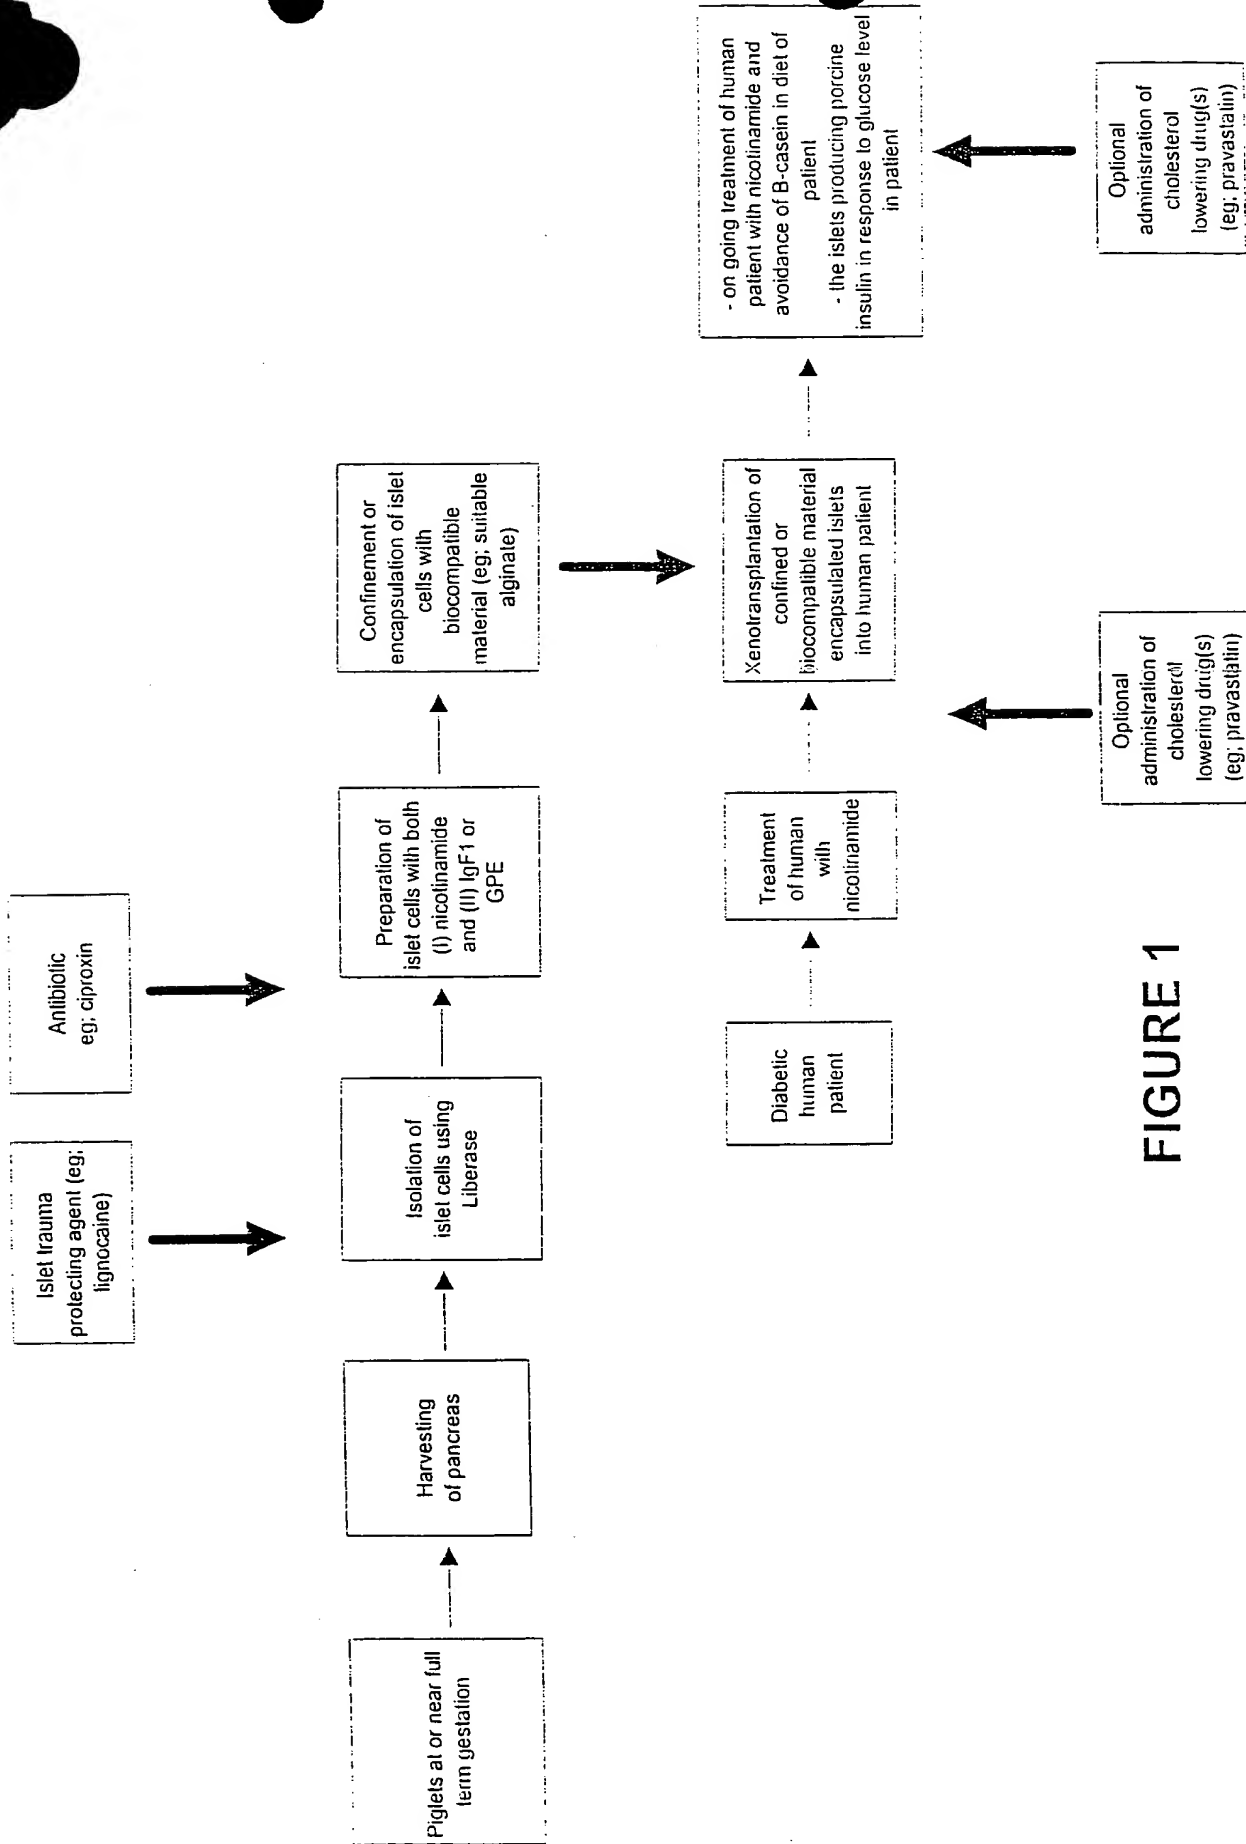 Islet trauma
protecting agent (eg;
lignocaine)
Antibiotic
eg; ciproxin
Piglets at or near full
term gestation
Harvesting
of pancreas
Isolation of
islet cells using
Liberase
Preparation of
islet cells with both
(I) nicotinamide
and (II) IgF1 or
GPE
Confinement or
encapsulation of islet
cells with
biocompatible
material (eg; suitable
alginate)
Diabetic
human
patient
Treatment
of human
with
nicotinamide
Xenotransplantation of
confined or
biocompatible material
encapsulated islets
into human patient
- on going treatment of human
patient with nicotinamide and
avoidance of B-casein in diet of
patient
- the islets producing porcine
insulin in response to glucose level
in patient
Optional
administration of
cholesterol
lowering drug(s)
(eg; pravastatin)
Optional
administration of
cholesterol
lowering drug(s)
(eg; pravastatin)
FIGURE 1